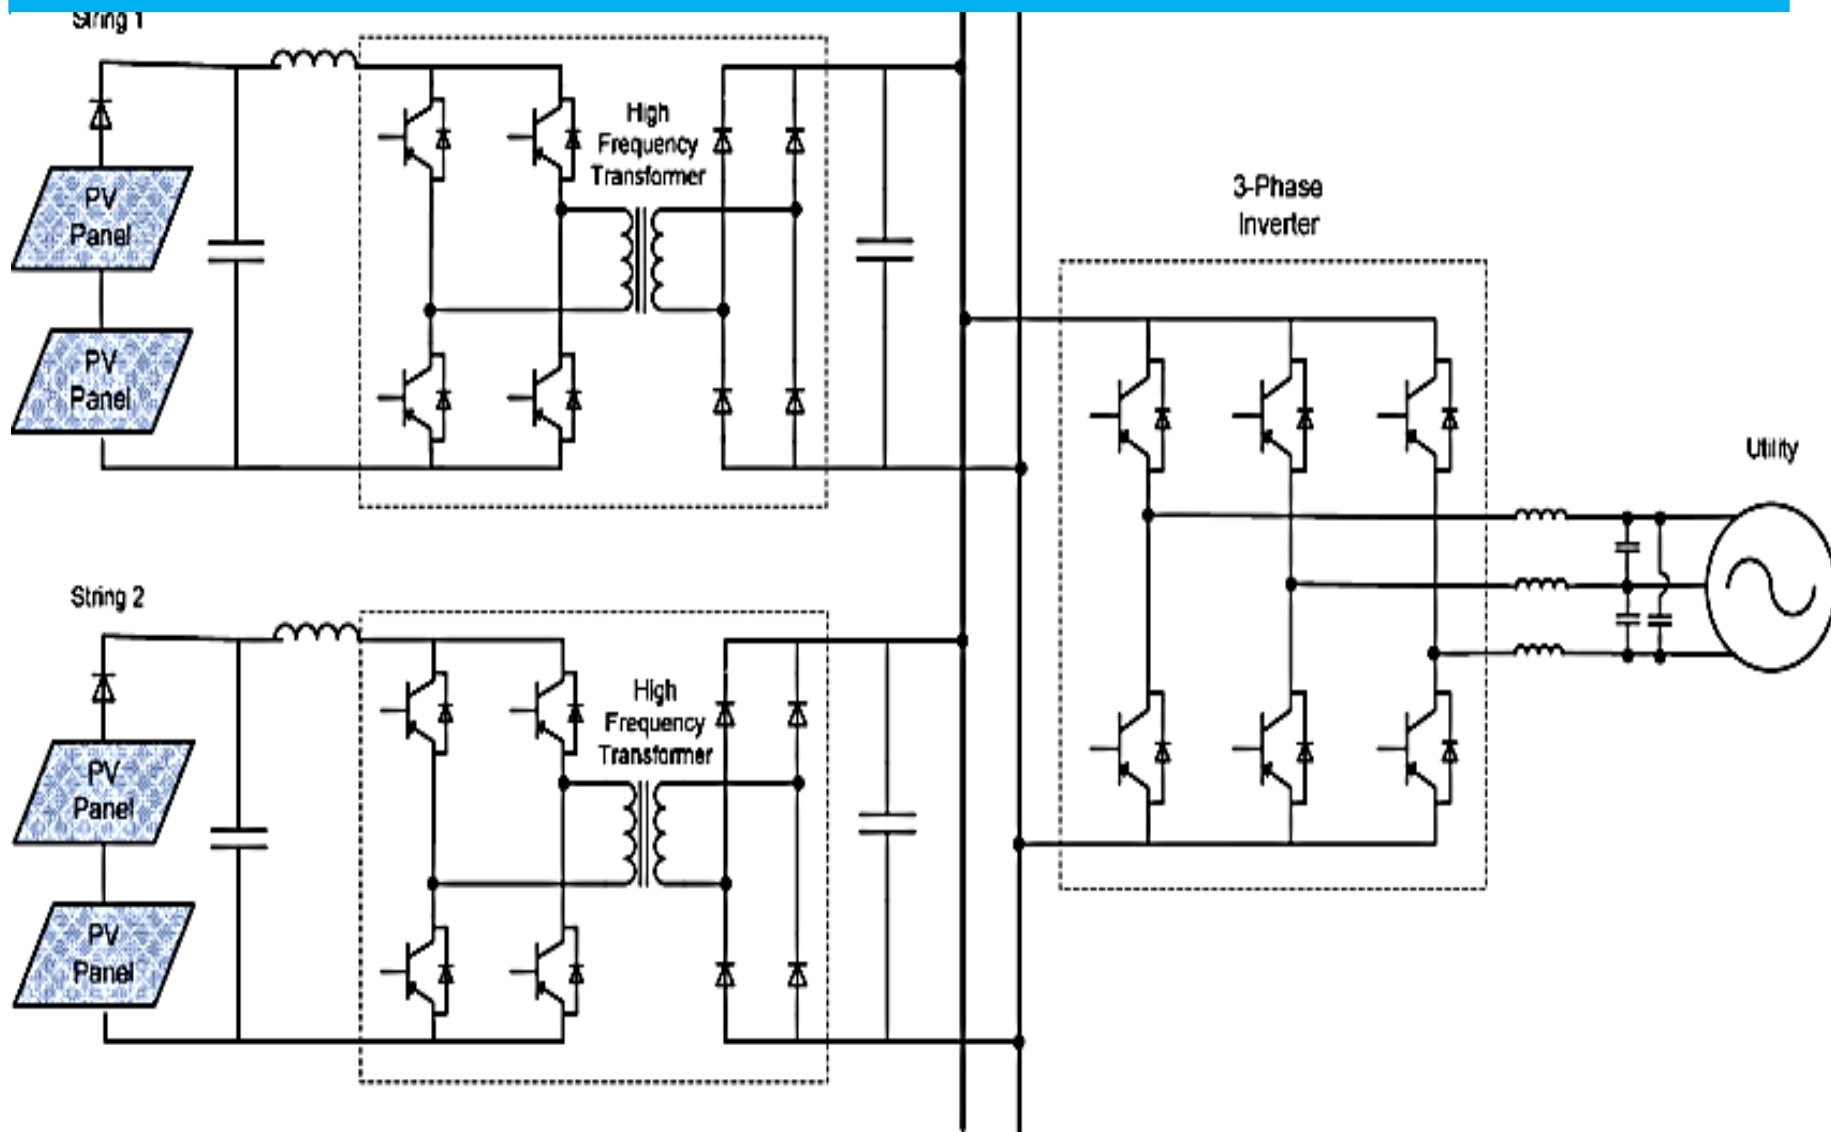 String 1
High
Frequency
Transformer
PV
Panel
PV
Panel
3-Phase
Inverter
Utility
String 2
High
Frequency
Transformer
PV
Panel
PV
Panel